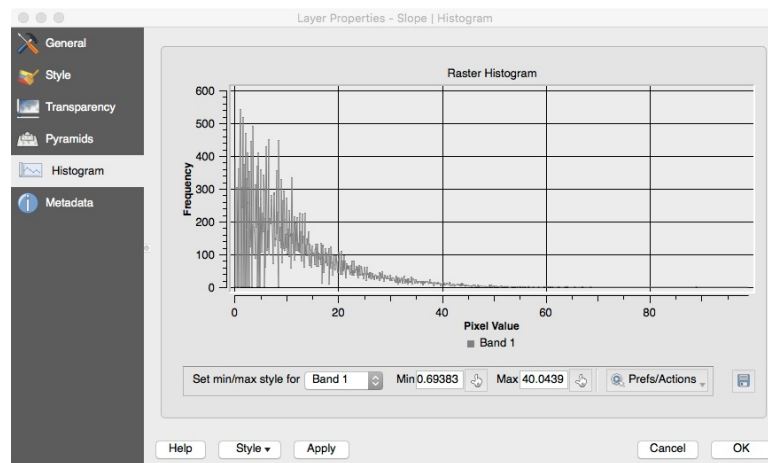 Layer Properties - Slope | Histogram
General
Style
Transparency
Pyramids
Histogram
Metadata
Raster Histogram
600
500
400
300
200
100
0
Frequency
0 20 40 60 80
Pixel Value
Band 1
Set min/max style for Band 1 Min 0.69383 Max 40.0439 Prefs/Actions
Help Style Apply Cancel OK